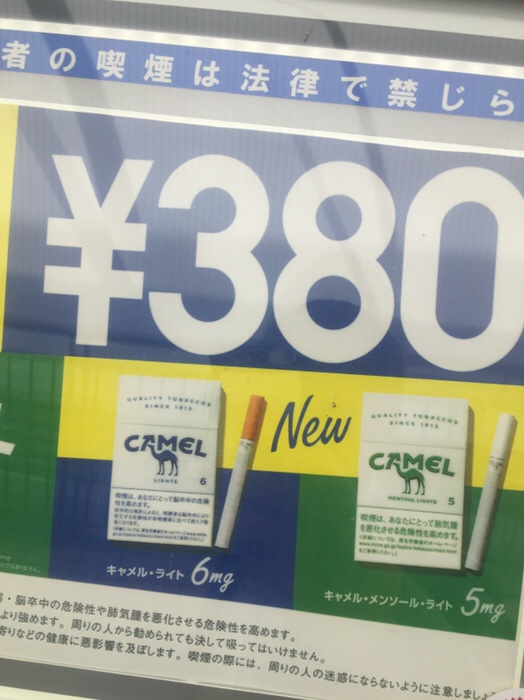 者の喫煙は法律で禁じら
¥380
QUALITY TOBACCOS
SINCE 1913
CAMEL
LIGHTS
6
喫煙は、あなたにとって脳卒中の危険
性を高めます。
New
QUALITY TOBACCOS
SINCE 1913
CAMEL
MENTHOL LIGHTS
5
喫煙は、あなたにとって肺気腫
を悪化させる危険性を高めます。
キャメル・ライト 6mg
キャメル・メンソール・ライト 5mg
・脳卒中の危険性や肺気腫を悪化させる危険性を高めます。
より強めます。周りの人から勧められても決して吸ってはいけません。
寄りなどの健康に悪影響を及ぼします。喫煙の際には、周りの人の迷惑にならないように注意しましょ